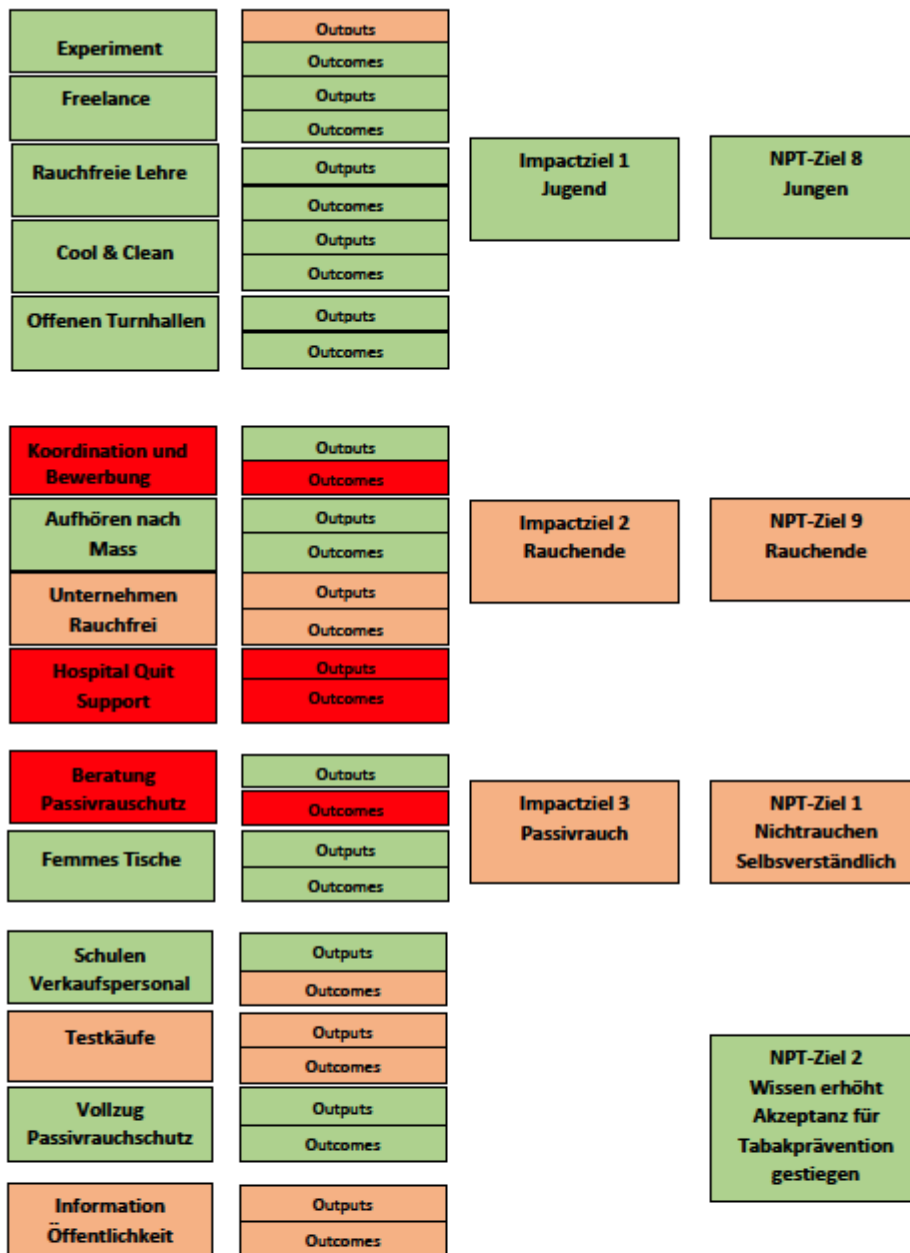 Experiment
Outouts
Outcomes
Freelance
Outputs
Outcomes
Rauchfreie Lehre
Outputs
Outcomes
Cool & Clean
Outputs
Outcomes
Offenen Turnhallen
Outputs
Outcomes
Impactziel 1
Jugend
NPT-Ziel 8
Jungen
Koordination und
Bewerbung
Outouts
Outcomes
Aufhören nach
Mass
Outputs
Outcomes
Unternehmen
Rauchfrei
Outputs
Outcomes
Hospital Quit
Support
Outputs
Outcomes
Impactziel 2
Rauchende
NPT-Ziel 9
Rauchende
Beratung
Passivrauschutz
Outouts
Outcomes
Femmes Tische
Outputs
Outcomes
Impactziel 3
Passivrauch
NPT-Ziel 1
Nichtrauchen
Selbsverständlich
Schulen
Verkaufspersonal
Outputs
Outcomes
Testkäufe
Outputs
Outcomes
Vollzug
Passivrauchschutz
Outputs
Outcomes
Information
Öffentlichkeit
Outputs
Outcomes
NPT-Ziel 2
Wissen erhöht
Akzeptanz für
Tabakprävention
gestiegen